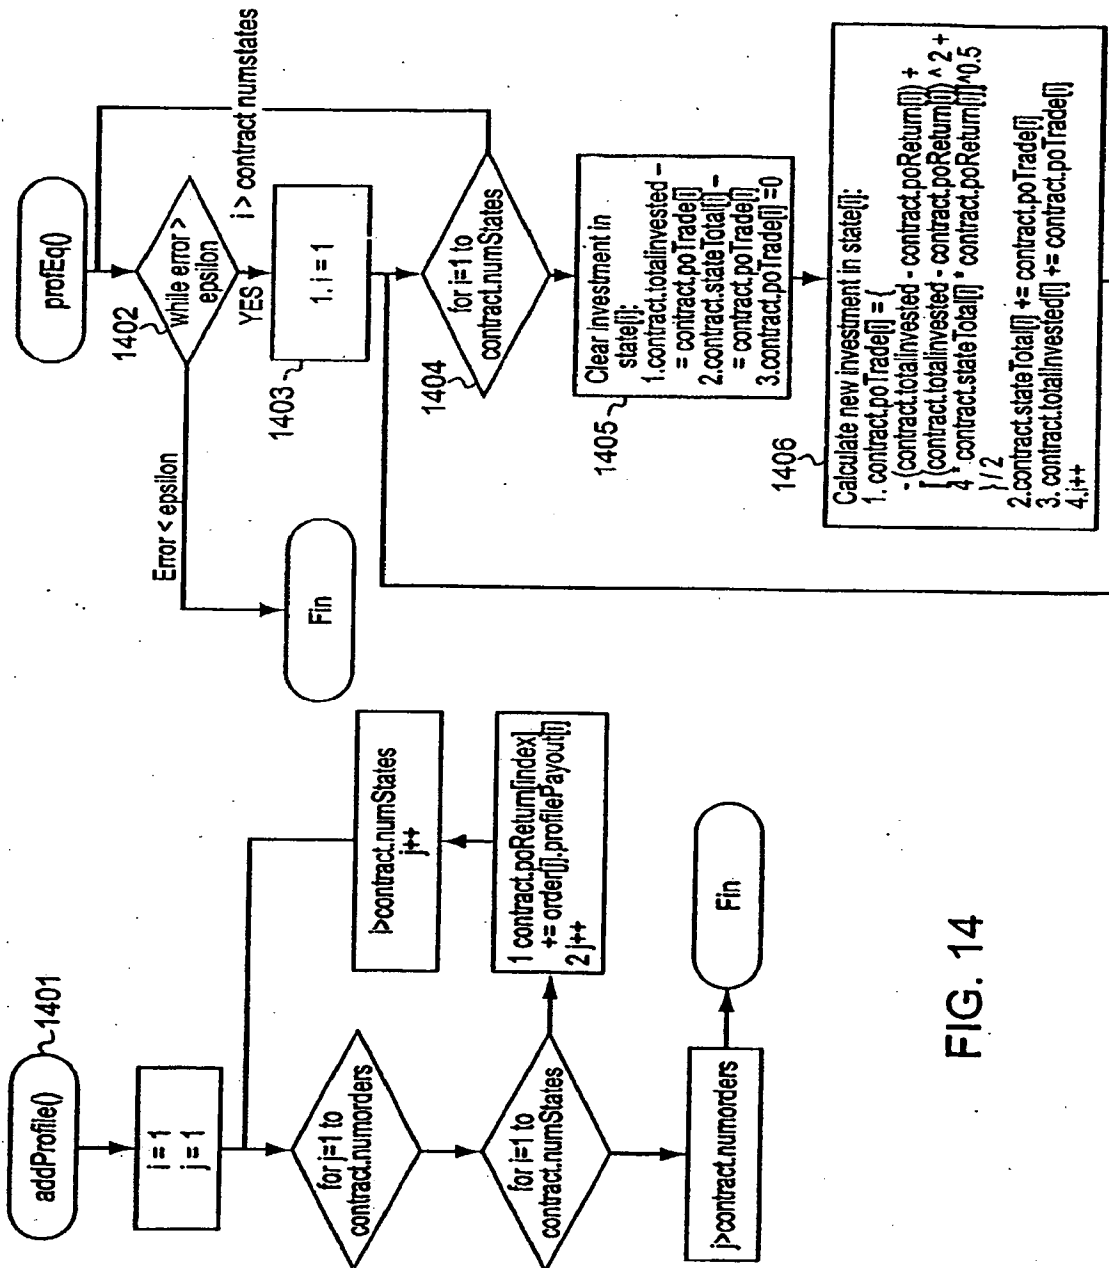 addProfile()
1401
i = 1
j = 1
for j=1 to
contract.numorders
for i=1 to
contract.numStates
1 contract.poReturn[index]
+= order[j].profilePayout[i]
2 j++
i>contract.numStates
j++
j>contract.numorders
Fin
profEq()
1402
while error >
epsilon
Error < epsilon
Fin
YES
i > contract numstates
1403
1. i = 1
1404
for i=1 to
contract.numStates
1405
Clear investment in
state[i]:
1.contract.totalinvested –
= contract.poTrade[i]
2.contract.stateTotal[i] –
= contract.poTrade[i]
3.contract.poTrade[i] =0
1406
Calculate new investment in state[i]:
1. contract.poTrade[i] = {
- (contract.totalinvested - contract.poReturn[i]) +
[ (contract.totalinvested - contract.poReturn[i]) ^ 2 +
4 * contract.stateTotal[i] * contract.poReturn[i]]^0.5
} / 2
2.contract.stateTotal[i] += contract.poTrade[i]
3. contract.totalinvested[i] += contract.poTrade[i]
4.i++
FIG. 14